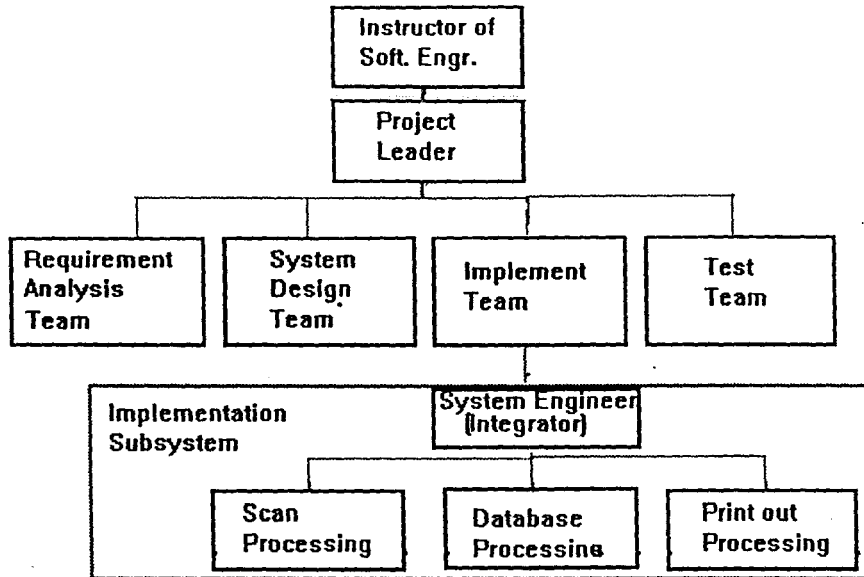 Instructor of
Soft. Engr.
Project
Leader
Requirement
Analysis
Team
System
Design
Team
Implement
Team
Test
Team
Implementation
Subsystem
System Engineer
(Integrator)
Scan
Processing
Database
Processing
Print out
Processing